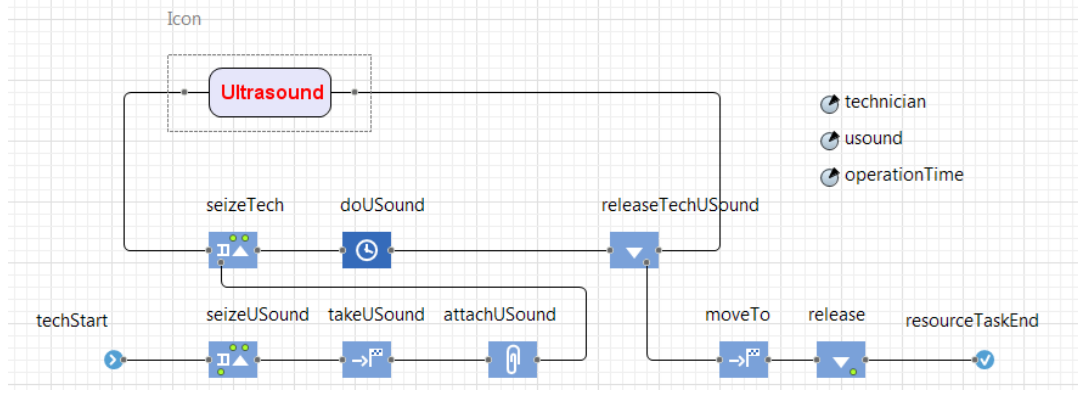 Icon
Ultrasound
technician
usound
operationTime
seizeTech doUSound releaseTechUSound
techStart seizeUSound takeUSound attachUSound moveTo release resourceTaskEnd